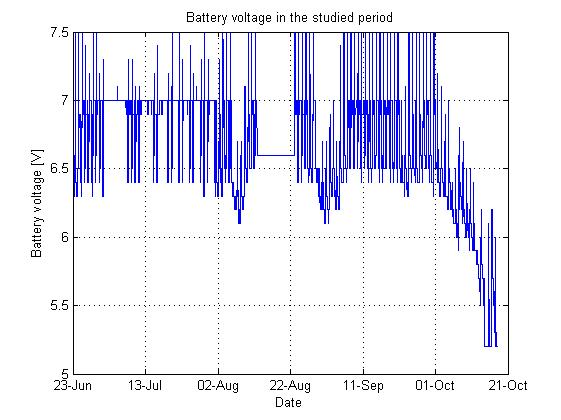 Battery voltage in the studied period
7.5
7
6.5
6
5.5
5
Battery voltage [V]
23-Jun 13-Jul 02-Aug 22-Aug 11-Sep 01-Oct 21-Oct
Date